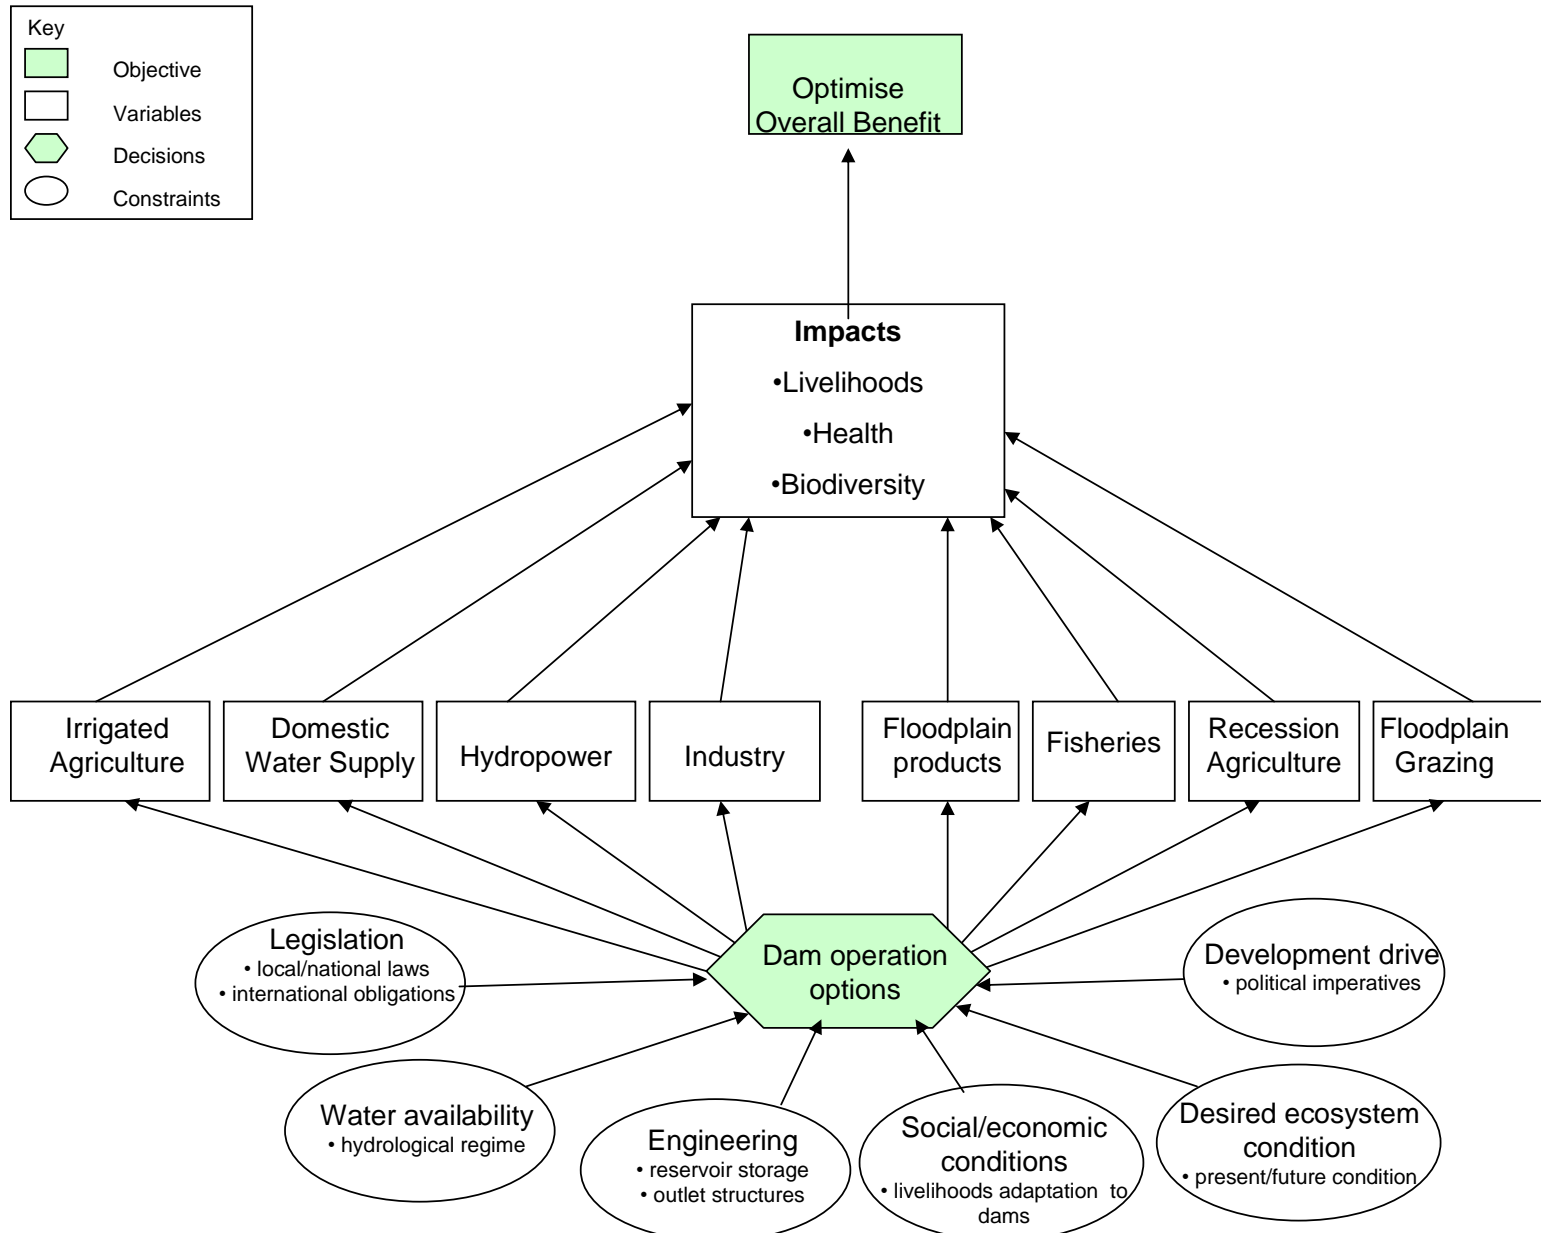 Key
Objective
Variables
Decisions
Constraints
Optimise
Overall Benefit
Impacts
•Livelihoods
•Health
•Biodiversity
Irrigated
Agriculture
Domestic
Water Supply
Hydropower
Industry
Floodplain
products
Fisheries
Recession
Agriculture
Floodplain
Grazing
Legislation
• local/national laws
• international obligations
Dam operation
options
Development drive
• political imperatives
Water availability
• hydrological regime
Engineering
• reservoir storage
• outlet structures
Social/economic
conditions
• livelihoods adaptation to
dams
Desired ecosystem
condition
• present/future condition